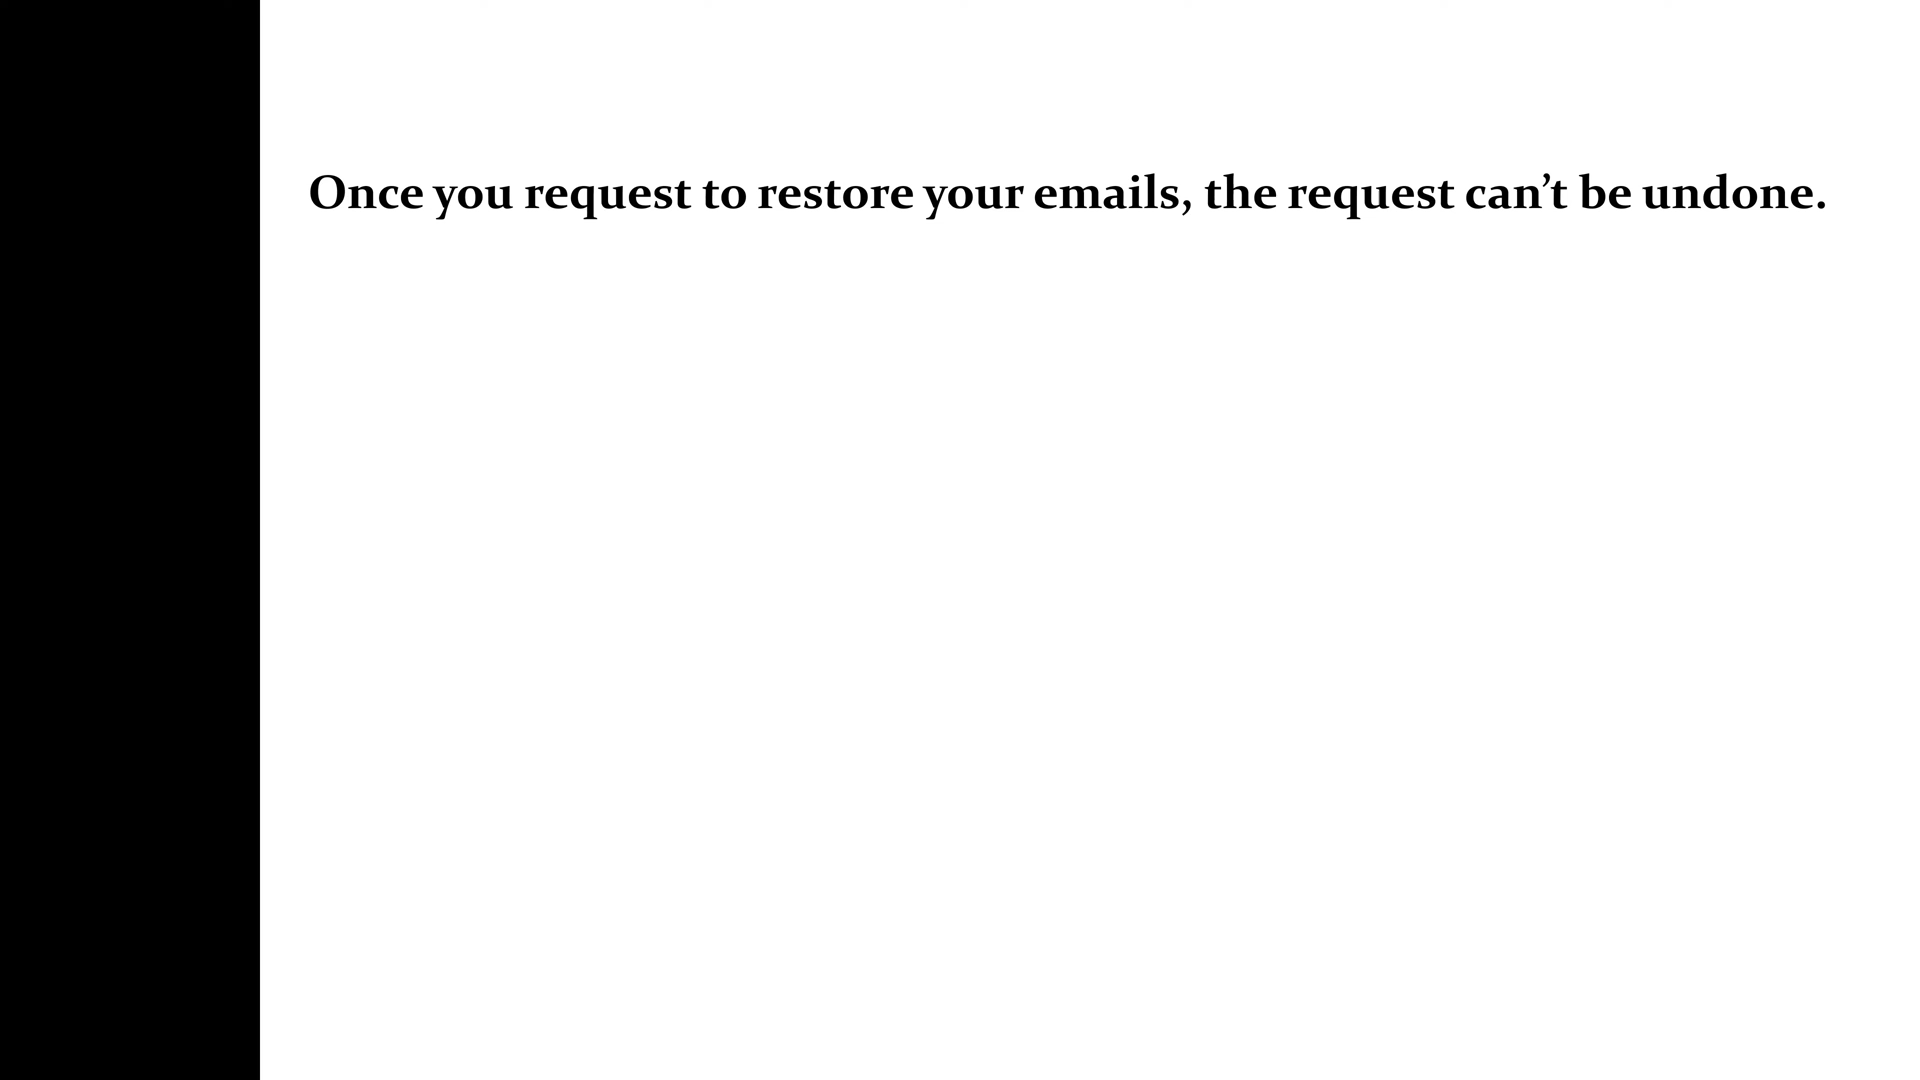 Once you request to restore your emails, the request can’t be undone.